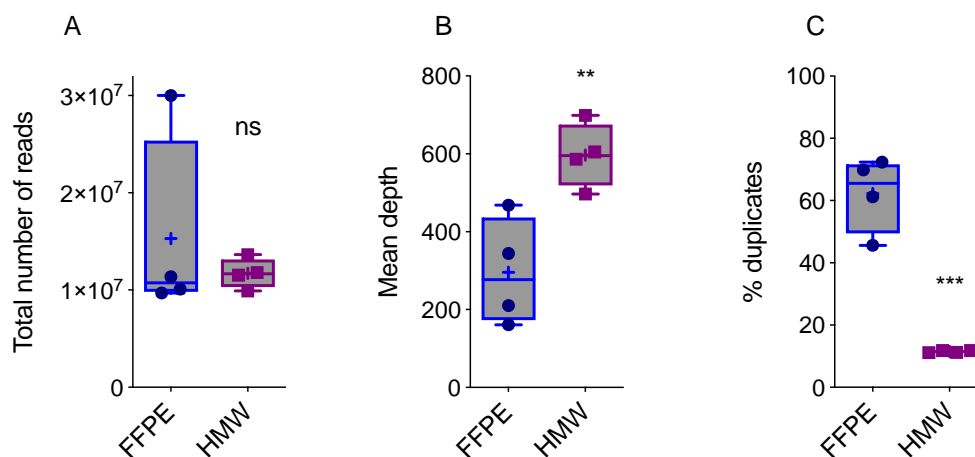 A
Total number of reads
3×10⁷
2×10⁷
1×10⁷
0
ns
FFPE
HMW
B
Mean depth
800
600
400
200
0
**
FFPE
HMW
C
% duplicates
100
80
60
40
20
0
***
FFPE
HMW